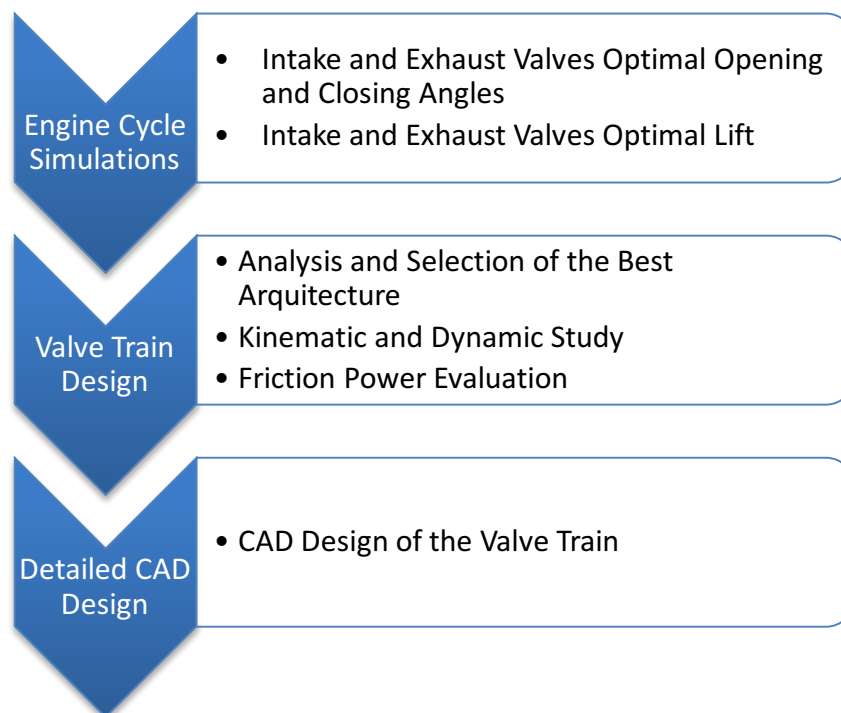 Engine Cycle
Simulations
• Intake and Exhaust Valves Optimal Opening
and Closing Angles
• Intake and Exhaust Valves Optimal Lift
Valve Train
Design
• Analysis and Selection of the Best
Arquitecture
• Kinematic and Dynamic Study
• Friction Power Evaluation
Detailed CAD
Design
• CAD Design of the Valve Train